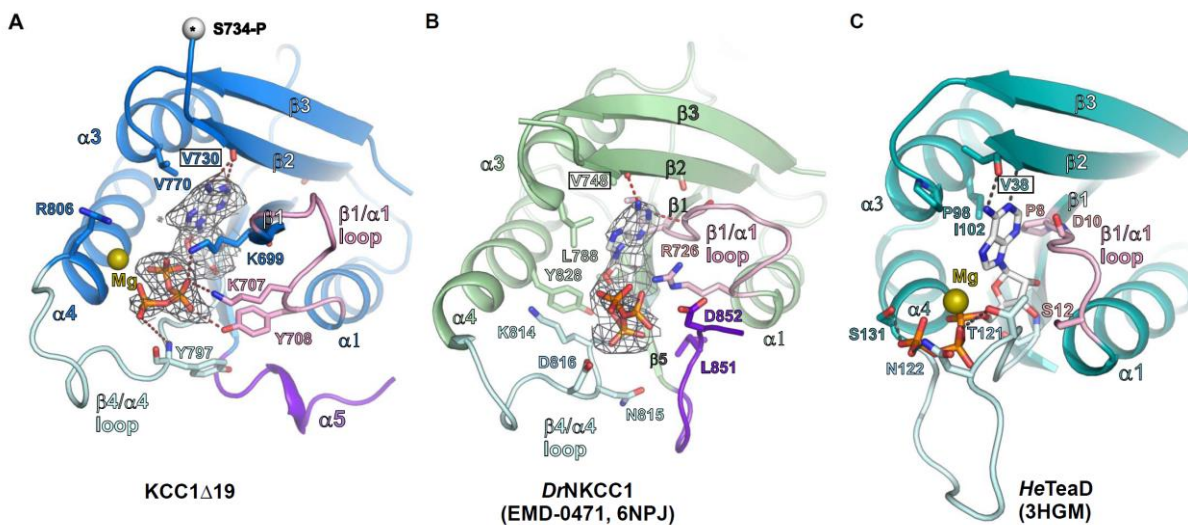 A
*
S734-P
β3
α3
V730
β2
V770
R806
β1
β1/α1
loop
K699
Mg
K707
α4
Y708
α1
Y797
β4/α4
loop
α5
KCC1Δ19
B
β3
β2
α3
V748
β1
β1/α1
loop
R726
L788
Y828
α4
K814
D852
α1
D816
β5
L851
N815
β4/α4
loop
DrNKCC1
(EMD-0471, 6NPJ)
C
β3
β2
V38
α3
P98
P8
β1
D10
I102
β1/α1
loop
Mg
α4
S12
S131
T121
N122
α1
HeTeaD
(3HGM)